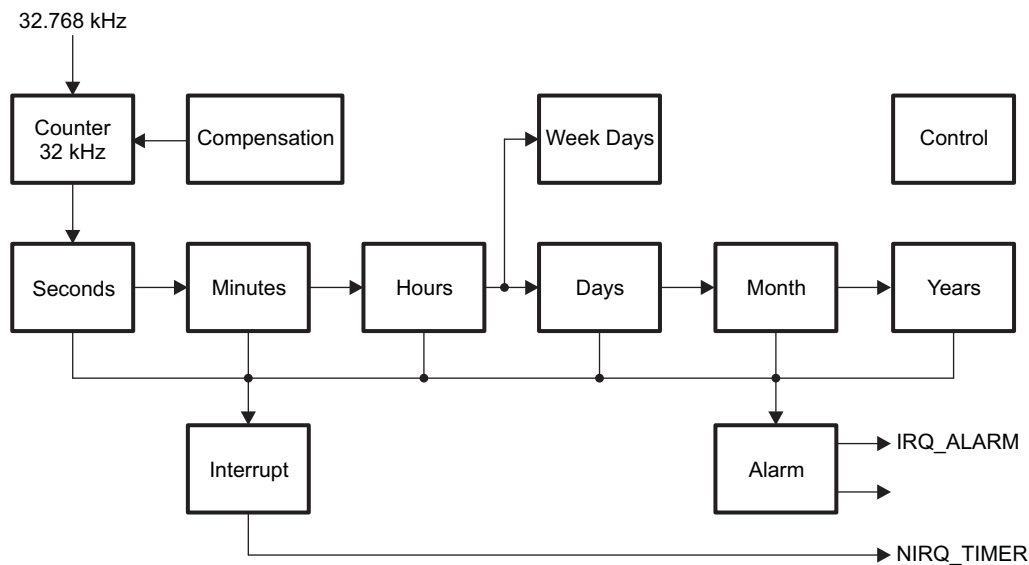 32.768 kHz
Counter
32 kHz
Compensation
Week Days
Control
Seconds
Minutes
Hours
Days
Month
Years
Interrupt
Alarm
IRQ_ALARM
NIRQ_TIMER